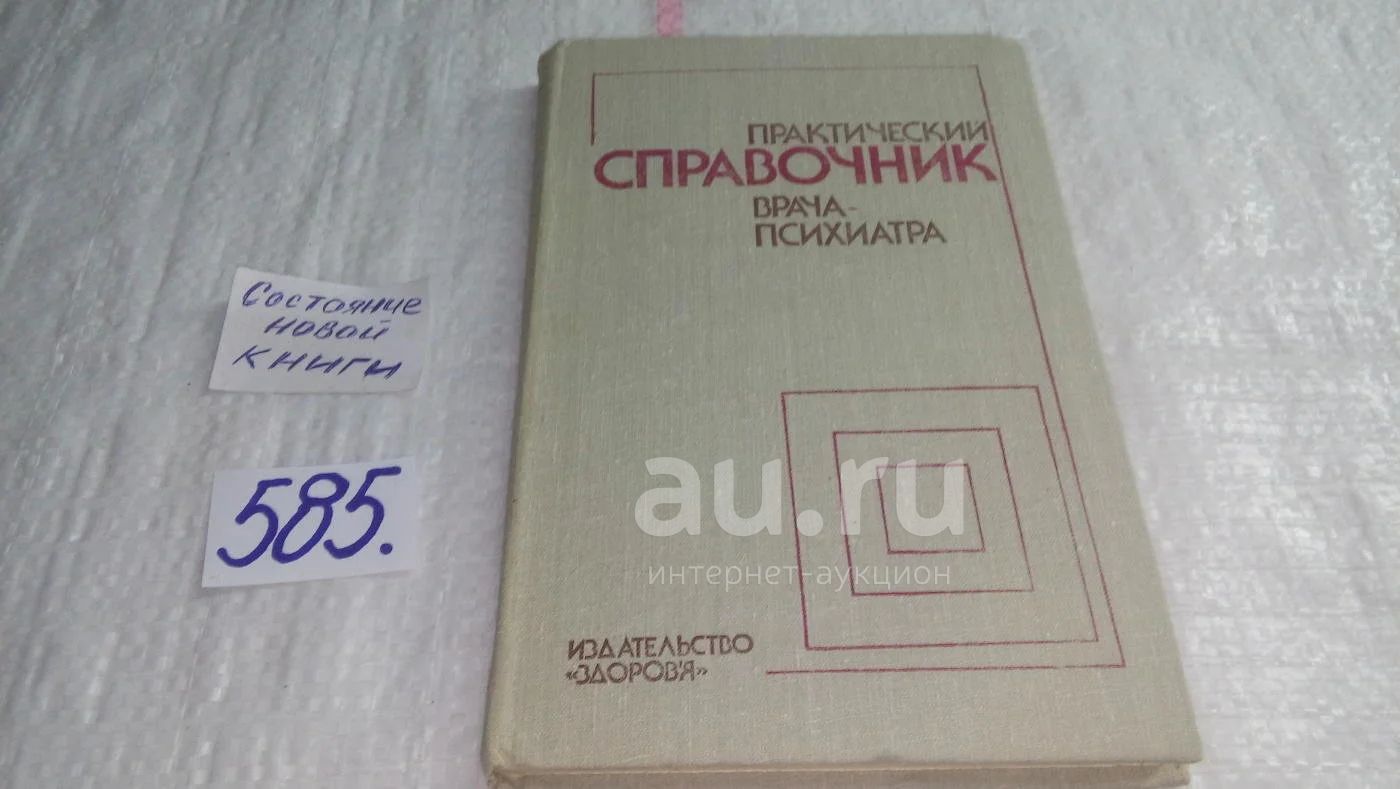 ПРАКТИЧЕСКИЙ
СПРАВОЧНИК
ВРАЧА-
ПСИХИАТРА
Состояние
новой
книги
585.
au.ru
интернет-аукцион
ИЗДАТЕЛЬСТВО
«ЗДОРОВ'Я»